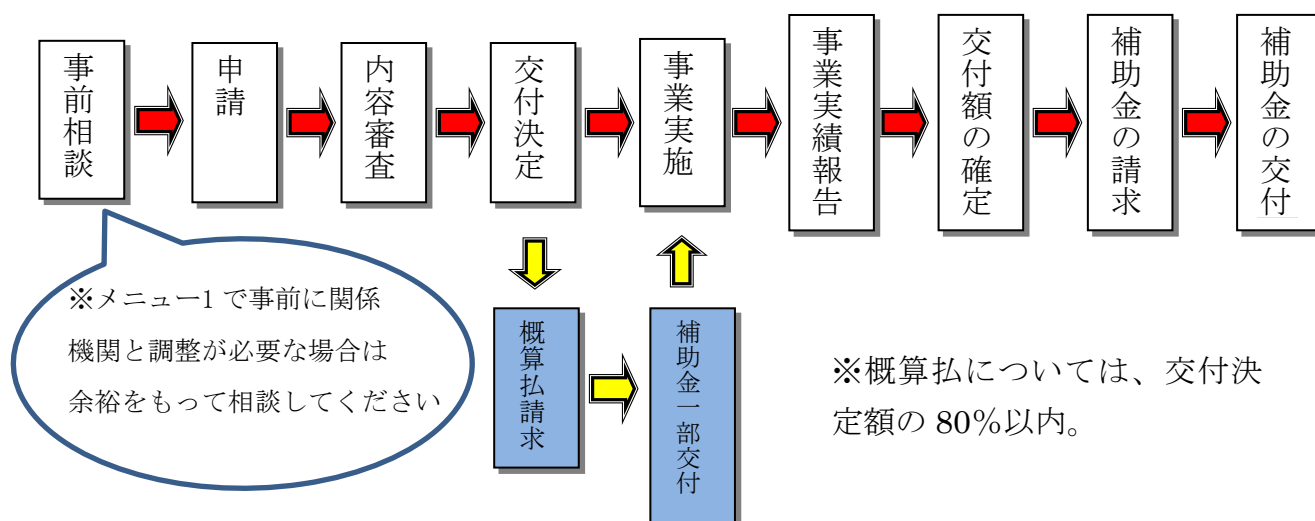 事前相談
申請
内容審査
交付決定
事業実施
事業実績報告
交付額の確定
補助金の請求
補助金の交付
※メニュー1 で事前に関係
機関と調整が必要な場合は
余裕をもって相談してください
概算払請求
補助金一部交付
※概算払については、交付決
定額の 80%以内。